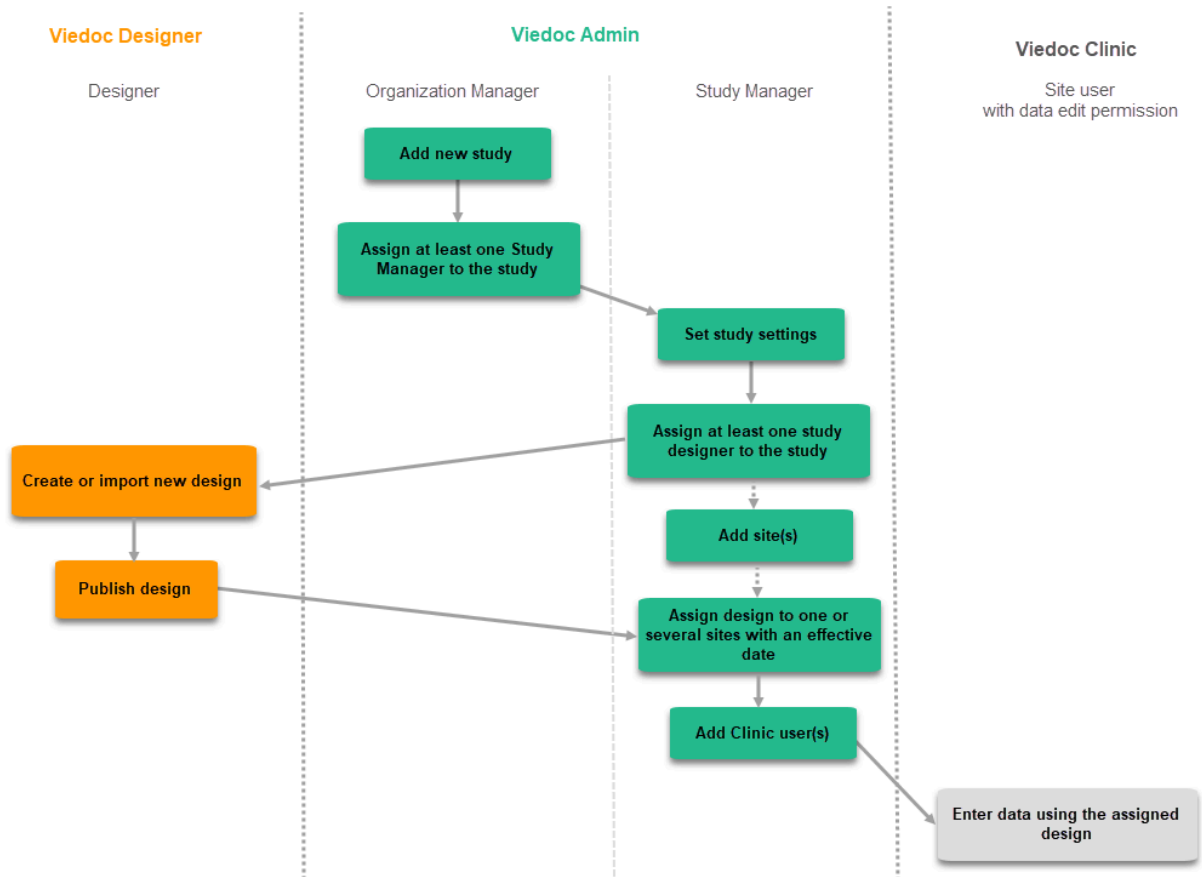 Viedoc Designer
Viedoc Admin
Viedoc Clinic
Designer
Organization Manager
Study Manager
Site user
with data edit permission
Add new study
Assign at least one Study
Manager to the study
Set study settings
Assign at least one study
designer to the study
Create or import new design
Add site(s)
Publish design
Assign design to one or
several sites with an effective
date
Add Clinic user(s)
Enter data using the assigned
design